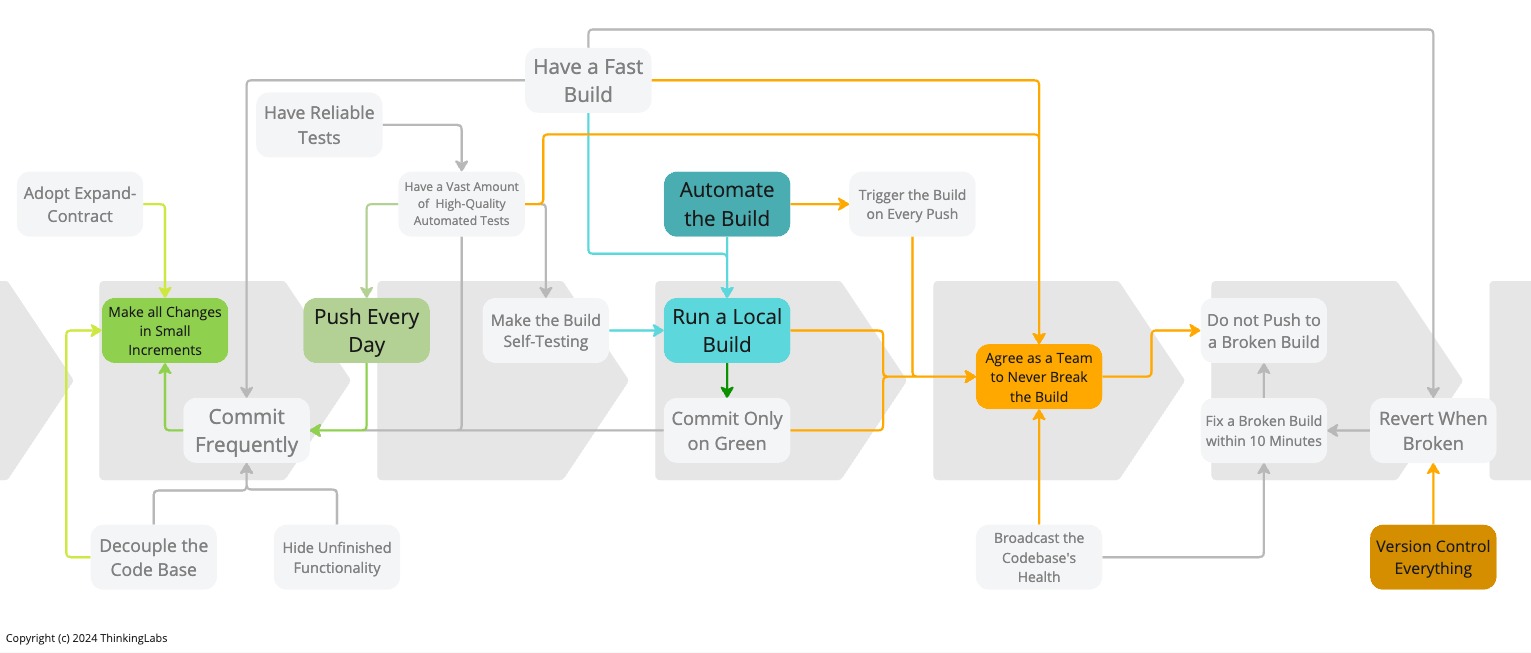 Have a Fast
Build
Have Reliable
Tests
Adopt Expand-
Contract
Have a Vast Amount
of High-Quality
Automated Tests
Automate
the Build
Trigger the Build
on Every Push
Make all Changes
in Small
Increments
Push Every
Day
Make the Build
Self-Testing
Run a Local
Build
Agree as a Team
to Never Break
the Build
Do not Push to
a Broken Build
Commit
Frequently
Commit Only
on Green
Fix a Broken Build
within 10 Minutes
Revert When
Broken
Decouple the
Code Base
Hide Unfinished
Functionality
Broadcast the
Codebase's
Health
Version Control
Everything
Copyright (c) 2024 ThinkingLabs